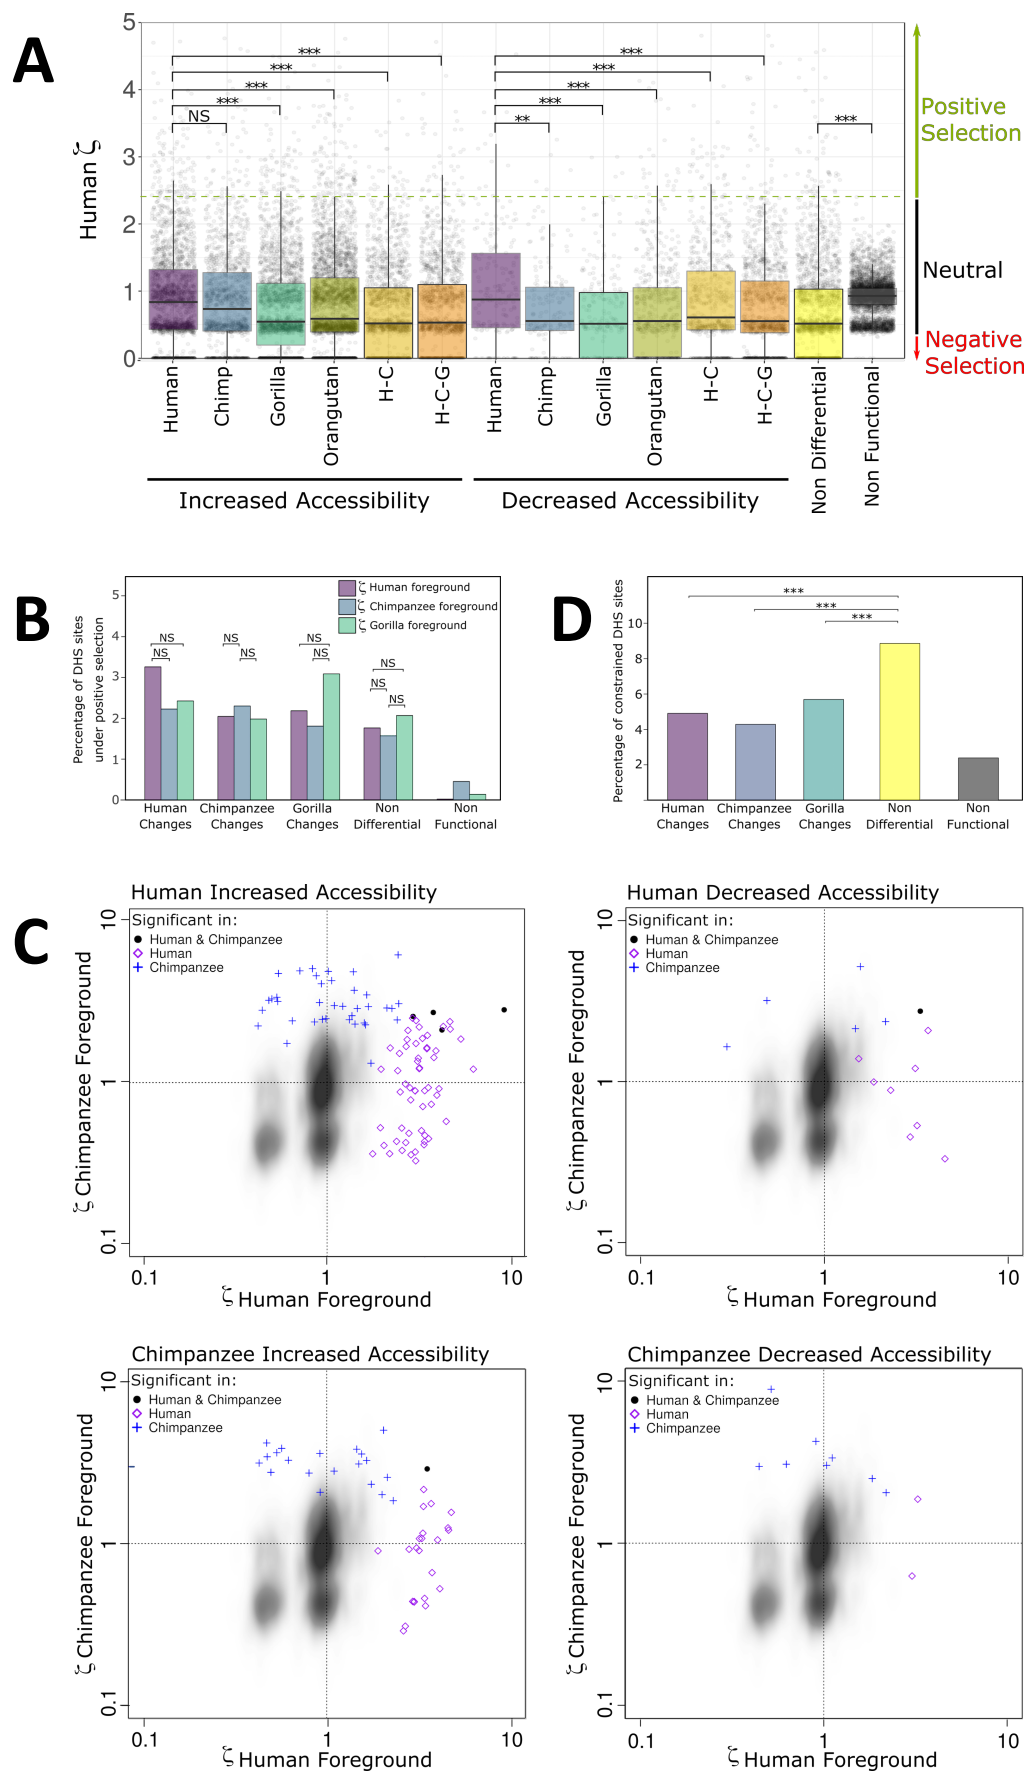 A
Human ζ
5
4
3
2
1
0
***
***
***
***
NS
***
***
***
***
**
***
Positive
Selection
Neutral
Negative
Selection
Human
Chimp
Gorilla
Orangutan
H-C
H-C-G
Human
Chimp
Gorilla
Orangutan
H-C
H-C-G
Non Differential
Non Functional
Increased Accessibility
Decreased Accessibility
B
Percentage of DHS sites
under positive selection
5
4
3
2
1
0
ζ Human foreground
ζ Chimpanzee foreground
ζ Gorilla foreground
NS
NS
NS
NS
NS
NS
NS
NS
NS
Human
Changes
Chimpanzee
Changes
Gorilla
Changes
Non
Differential
Non
Functional
D
Percentage of constrained DHS sites
10
8
6
4
2
***
***
***
Human
Changes
Chimpanzee
Changes
Gorilla
Changes
Non
Differential
Non
Functional
C
Human Increased Accessibility
Significant in:
Human & Chimpanzee
Human
Chimpanzee
ζ Chimpanzee Foreground
10
1
0.1
0.1
1
10
ζ Human Foreground
Human Decreased Accessibility
Significant in:
Human & Chimpanzee
Human
Chimpanzee
ζ Chimpanzee Foreground
10
1
0.1
0.1
1
10
ζ Human Foreground
Chimpanzee Increased Accessibility
Significant in:
Human & Chimpanzee
Human
Chimpanzee
ζ Chimpanzee Foreground
10
1
0.1
0.1
1
10
ζ Human Foreground
Chimpanzee Decreased Accessibility
Significant in:
Human & Chimpanzee
Human
Chimpanzee
ζ Chimpanzee Foreground
10
1
0.1
0.1
1
10
ζ Human Foreground